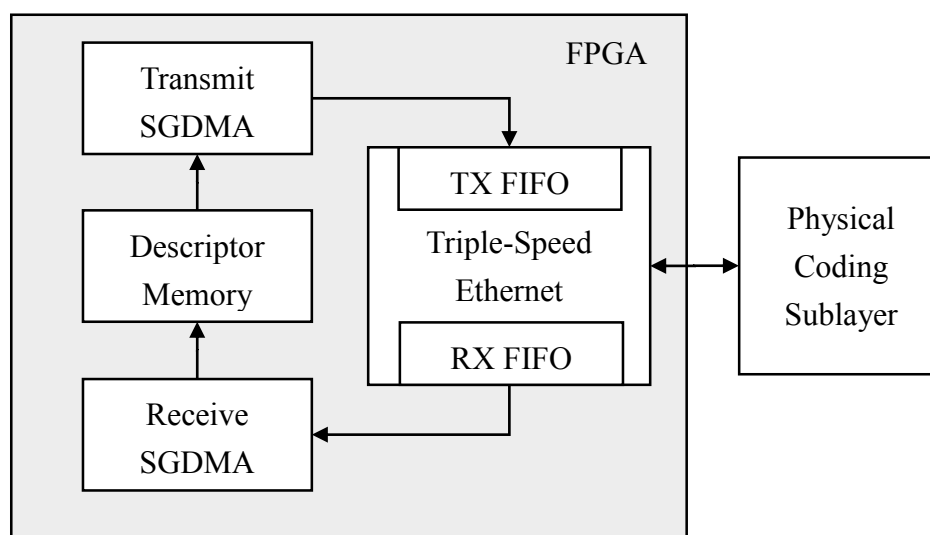 FPGA
Transmit
SGDMA
TX FIFO
Descriptor
Memory
Triple-Speed
Ethernet
Physical
Coding
Sublayer
RX FIFO
Receive
SGDMA